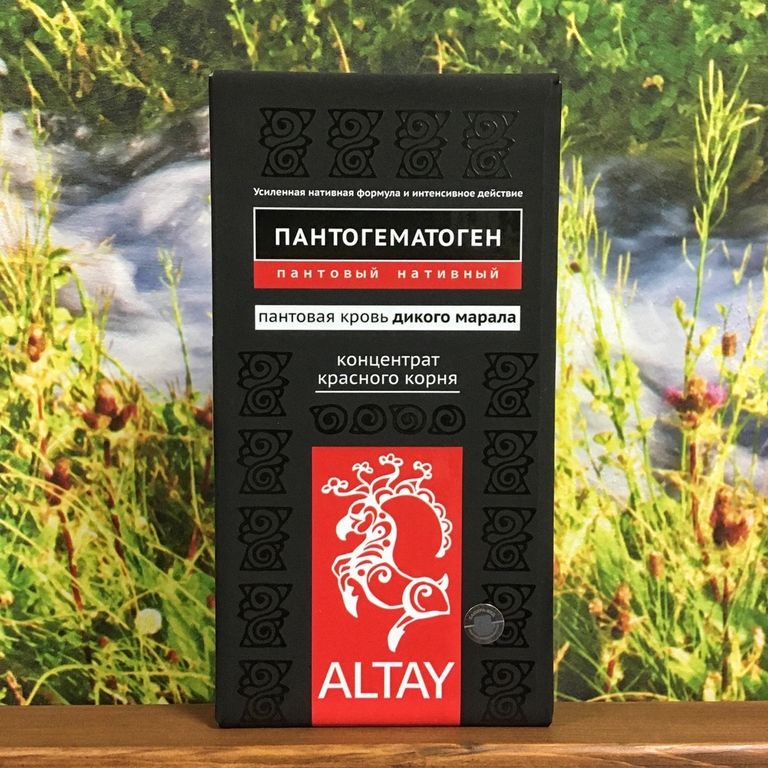 Усиленная нативная формула и интенсивное действие
ПАНТОГЕМАТОГЕН
пантовый нативный
пантовая кровь дикого марала
концентрат
красного корня
ALTAY